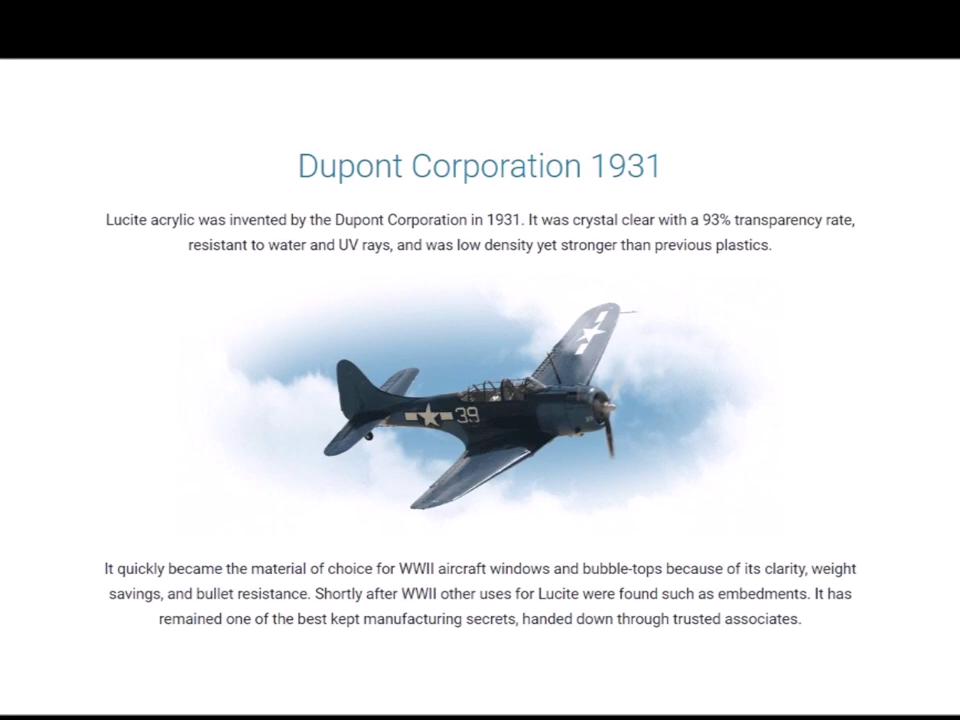 Dupont Corporation 1931
Lucite acrylic was invented by the Dupont Corporation in 1931. It was crystal clear with a 93% transparency rate,
resistant to water and UV rays, and was low density yet stronger than previous plastics.
39
It quickly became the material of choice for WWII aircraft windows and bubble-tops because of its clarity, weight
savings, and bullet resistance. Shortly after WWII other uses for Lucite were found such as embedments. It has
remained one of the best kept manufacturing secrets, handed down through trusted associates.